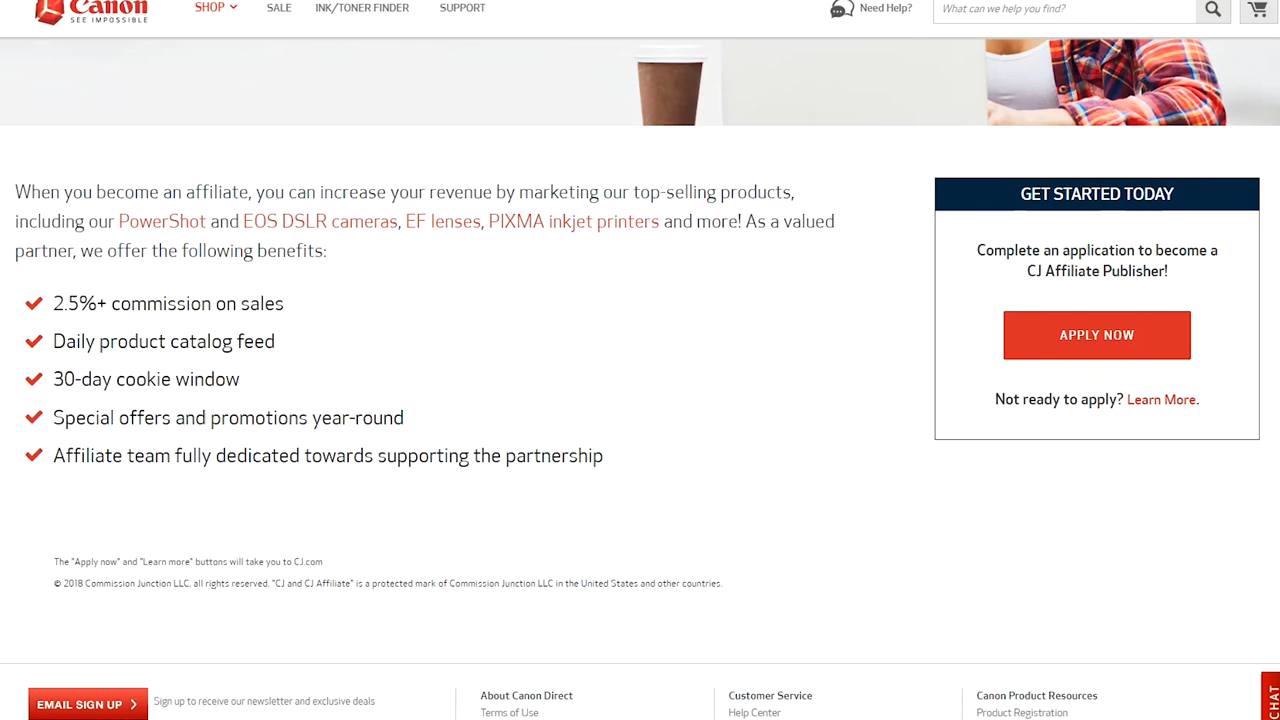 Canon
SEE IMPOSSIBLE
SHOP
SALE
INK/TONER FINDER
SUPPORT
Need Help?
What can we help you find?
When you become an affiliate, you can increase your revenue by marketing our top-selling products,
including our PowerShot and EOS DSLR cameras, EF lenses, PIXMA inkjet printers and more! As a valued
partner, we offer the following benefits:
2.5%+ commission on sales
Daily product catalog feed
30-day cookie window
Special offers and promotions year-round
Affiliate team fully dedicated towards supporting the partnership
GET STARTED TODAY
Complete an application to become a
CJ Affiliate Publisher!
APPLY NOW
Not ready to apply? Learn More.
The "Apply now" and "Learn more" buttons will take you to CJ.com
© 2018 Commission Junction LLC, all rights reserved. "CJ and CJ Affiliate" is a protected mark of Commission Junction LLC in the United States and other countries.
EMAIL SIGN UP
Sign up to receive our newsletter and exclusive deals
About Canon Direct
Terms of Use
Customer Service
Help Center
Canon Product Resources
Product Registration
CHAT